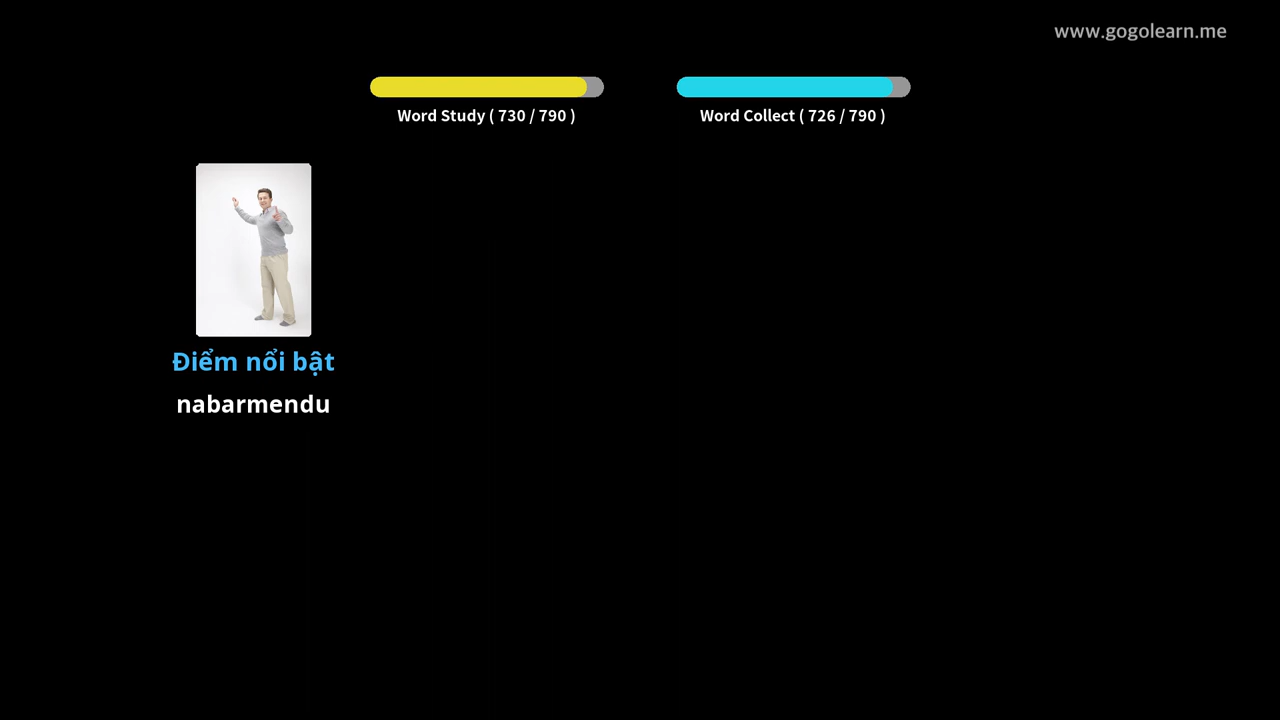 www.gogolearn.me
Word Study ( 730 / 790 )
Word Collect ( 726 / 790 )
Điểm nổi bật
nabarmendu